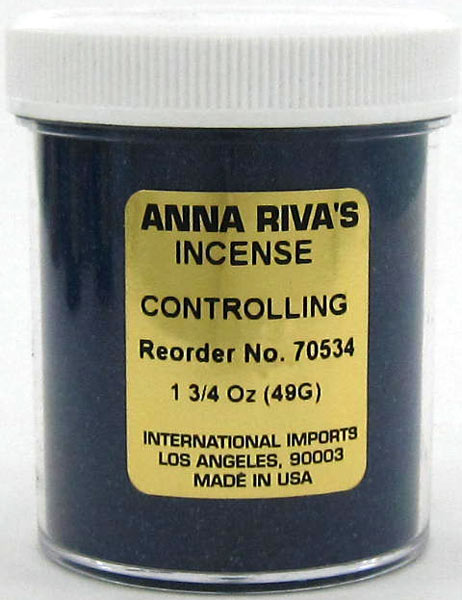 ANNA RIVA'S
INCENSE
CONTROLLING
Reorder No. 70534
1 3/4 Oz (49G)
INTERNATIONAL IMPORTS
LOS ANGELES, 90003
MADE IN USA